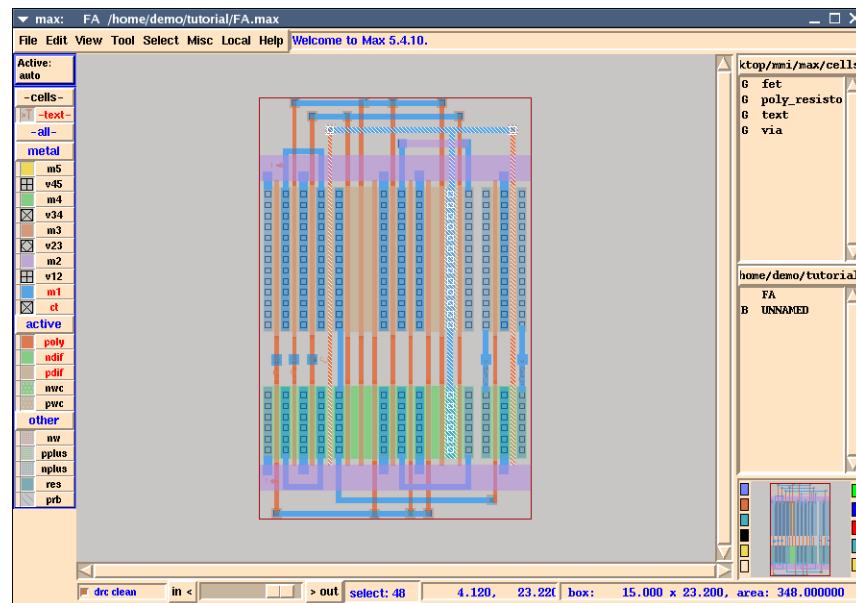 max: FA /home/demo/tutorial/FA.max
File Edit View Tool Select Misc Local Help Welcome to Max 5.4.10.
Active:
auto
-cells-
-text-
-all-
metal
m5
v45
m4
v34
m3
v23
m2
v12
m1
ct
active
poly
ndif
pdif
nwc
pwc
other
nw
pplus
nplus
res
prb
ktop/mmi/max/cells
G fet
G poly_resisto
G text
G via
home/demo/tutorial
FA
B UNNAMED
drc clean in < > out select: 48 4.120, 23.220 box: 15.000 x 23.200, area: 348.000000